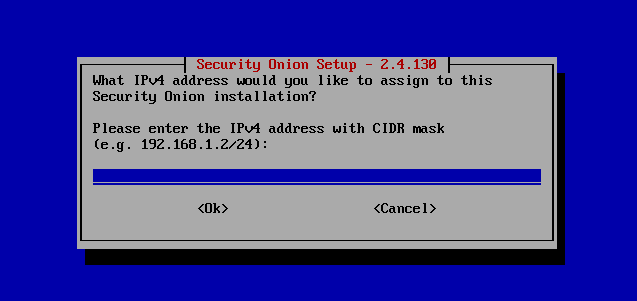 Security Onion Setup - 2.4.130
What IPv4 address would you like to assign to this
Security Onion installation?
Please enter the IPv4 address with CIDR mask
(e.g. 192.168.1.2/24):
<Ok> <Cancel>